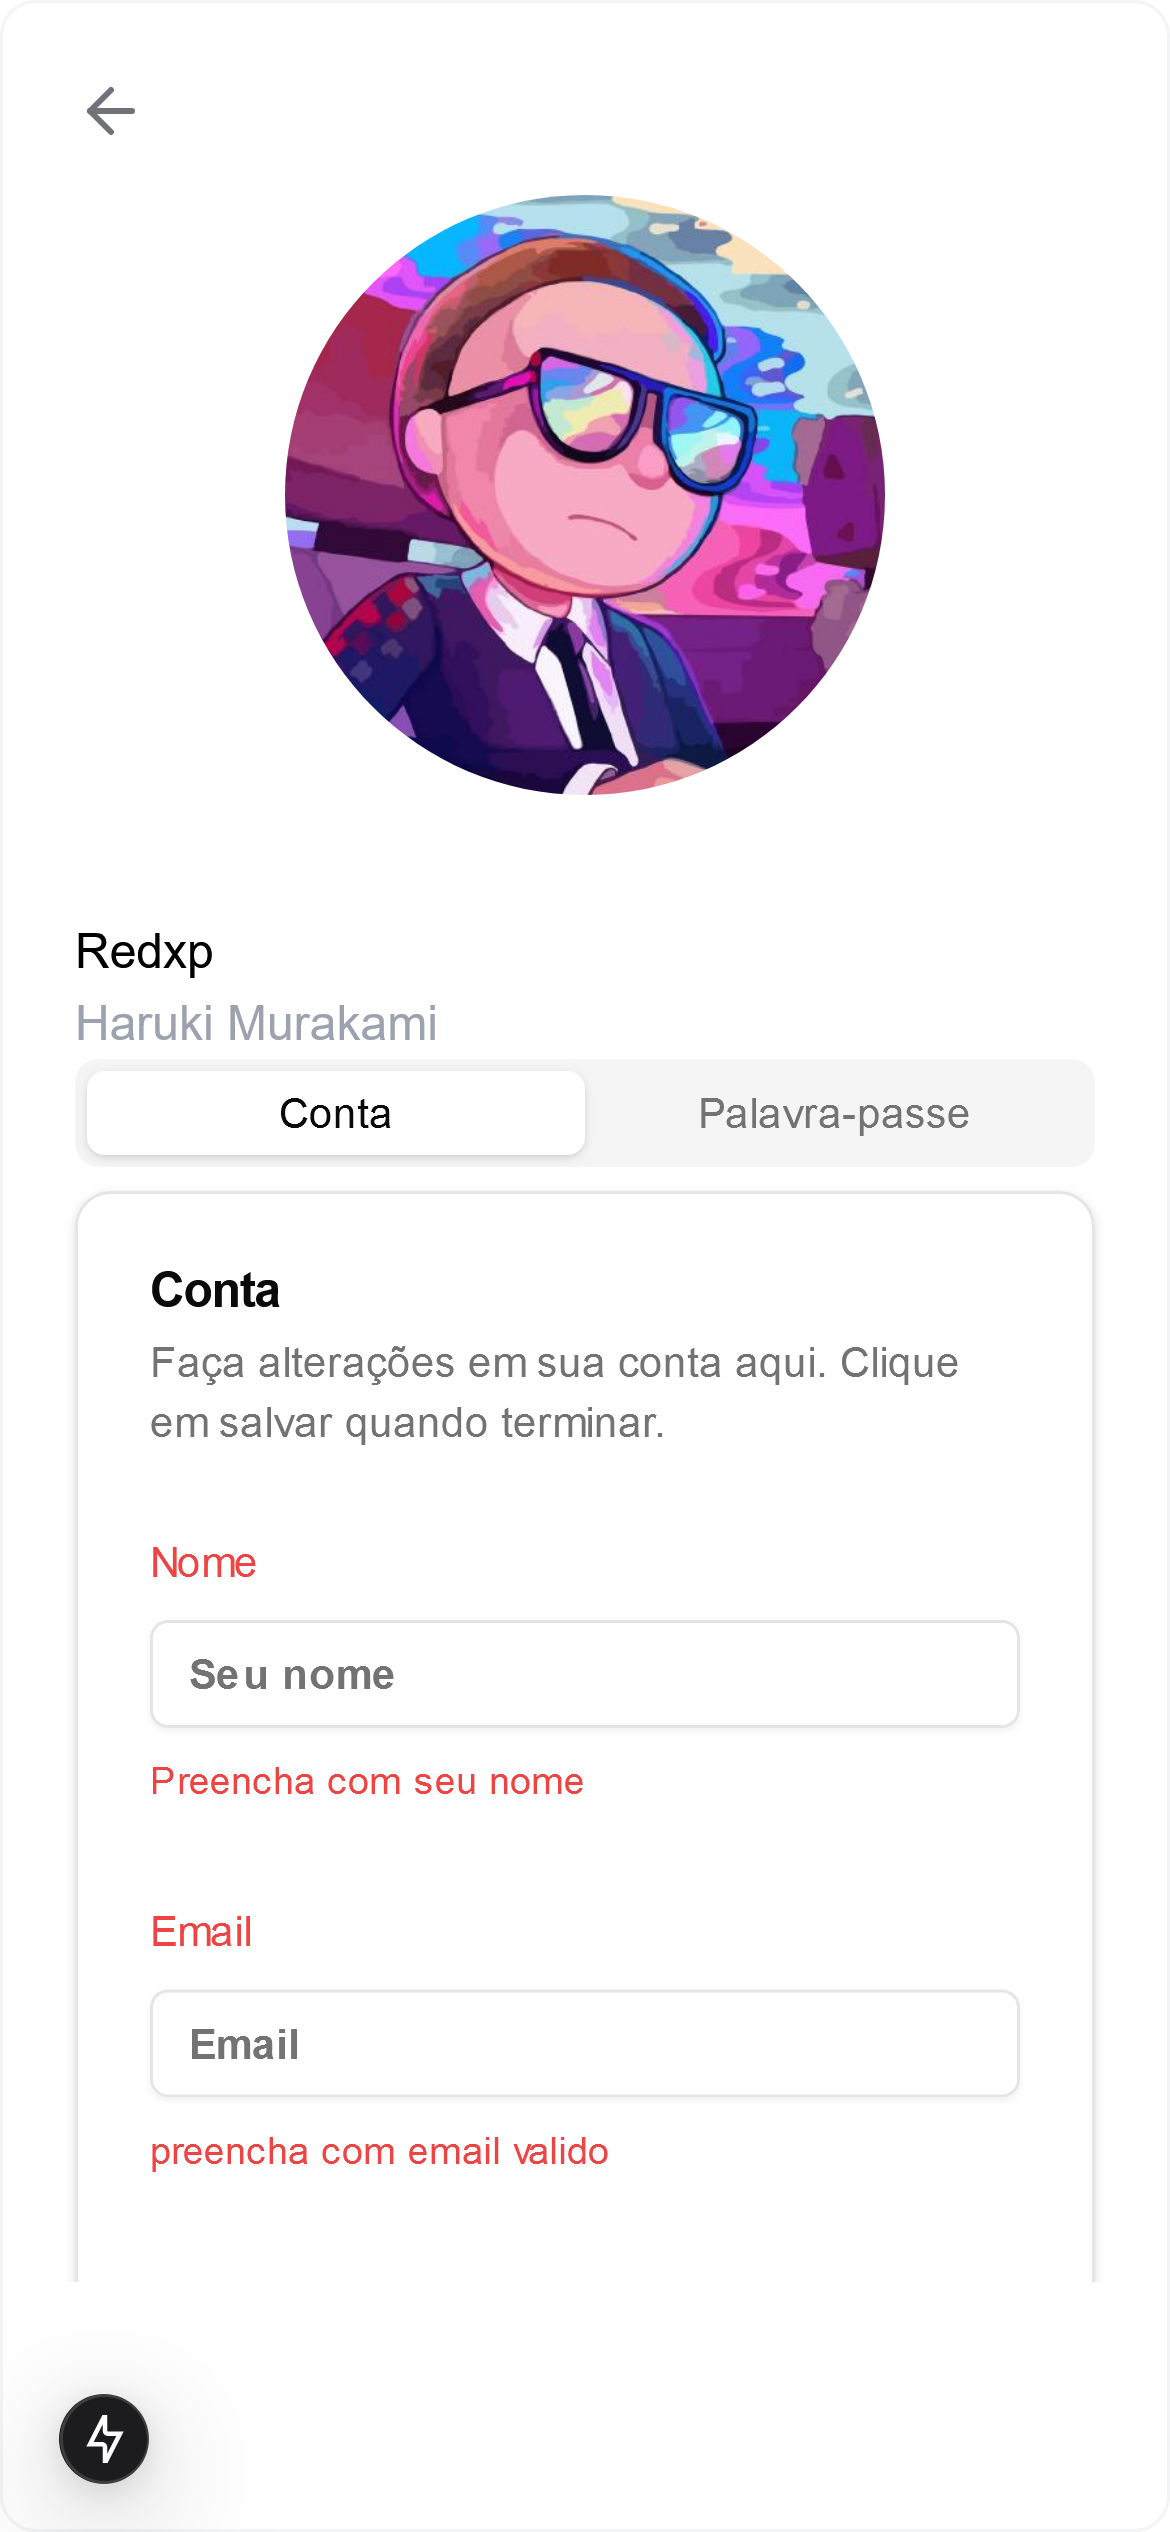 Redxp
Haruki Murakami
Conta
Palavra-passe
Conta
Faça alterações em sua conta aqui. Clique
em salvar quando terminar.
Nome
Seu nome
Preencha com seu nome
Email
Email
preencha com email valido